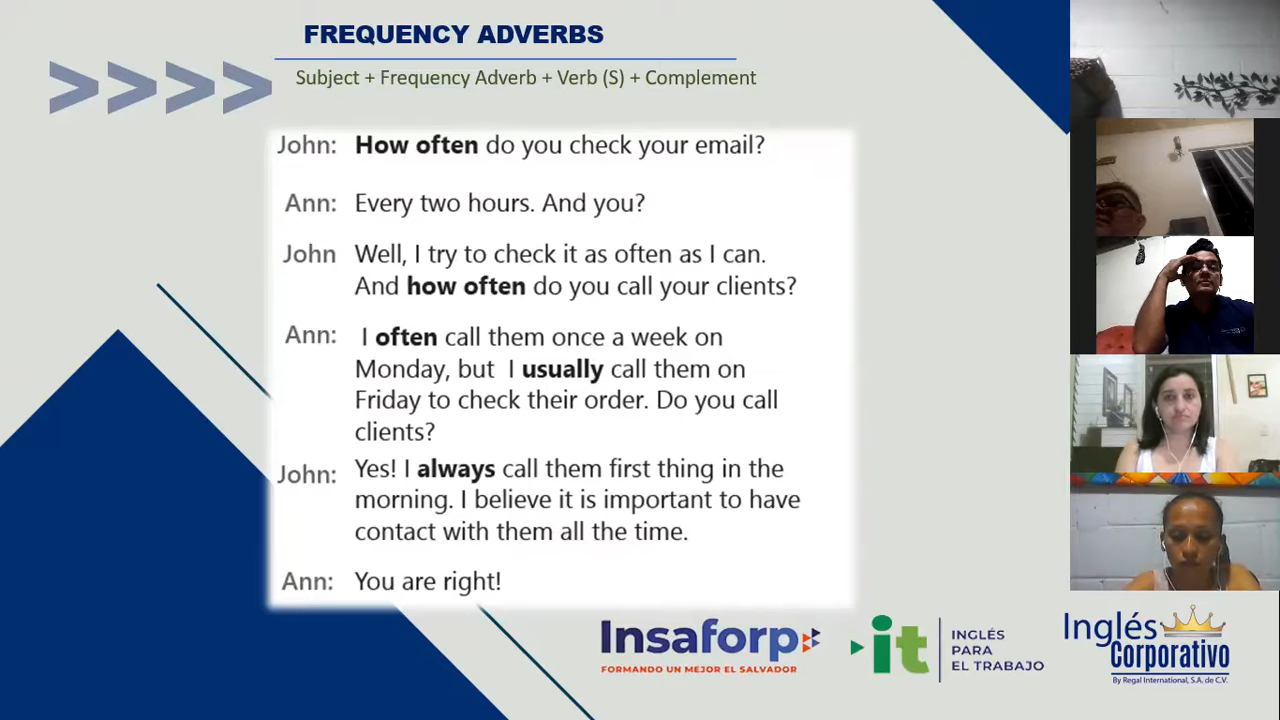 FREQUENCY ADVERBS
Subject + Frequency Adverb + Verb (S) + Complement
John: How often do you check your email?
Ann: Every two hours. And you?
John Well, I try to check it as often as I can.
And how often do you call your clients?
Ann: I often call them once a week on
Monday, but I usually call them on
Friday to check their order. Do you call
clients?
John: Yes! I always call them first thing in the
morning. I believe it is important to have
contact with them all the time.
Ann: You are right!
Insaforp
FORMANDO UN MEJOR EL SALVADOR
it
INGLÉS
PARA
EL TRABAJO
Inglés
Corporativo
By Regal International, S.A. de C.V.